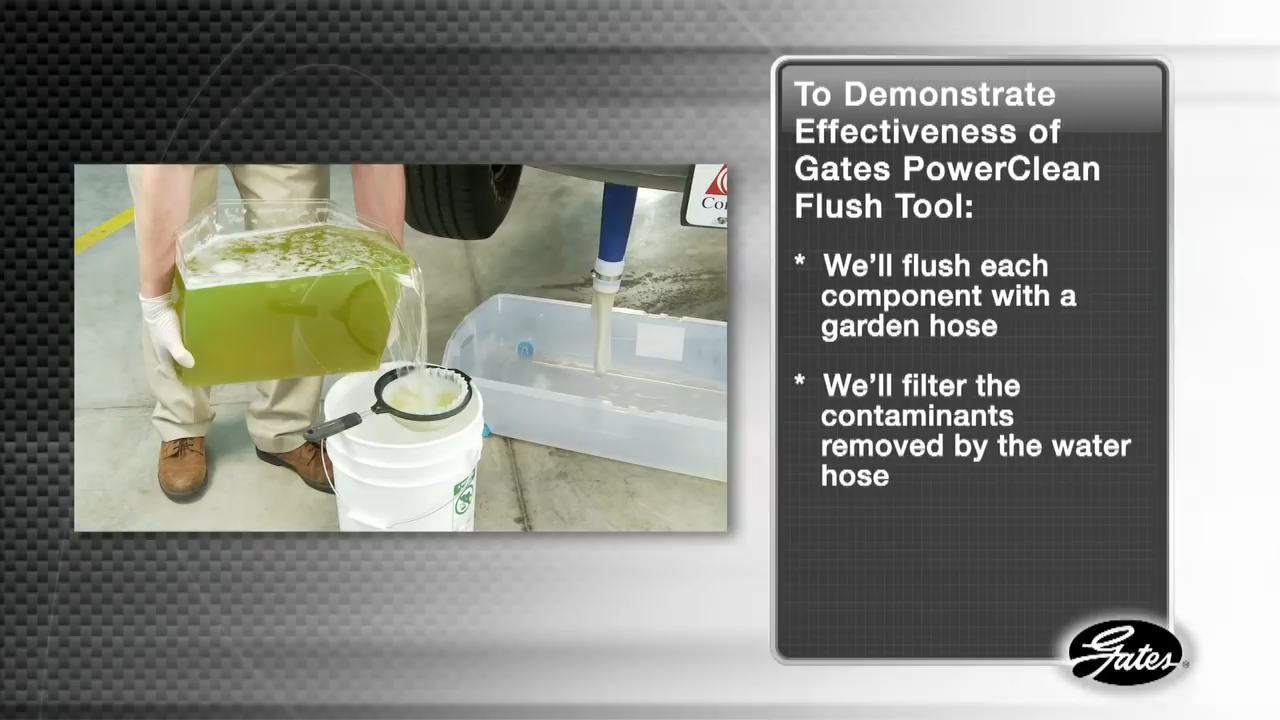 To Demonstrate
Effectiveness of
Gates PowerClean
Flush Tool:
* We'll flush each
component with a
garden hose
* We'll filter the
contaminants
removed by the water
hose
Gates